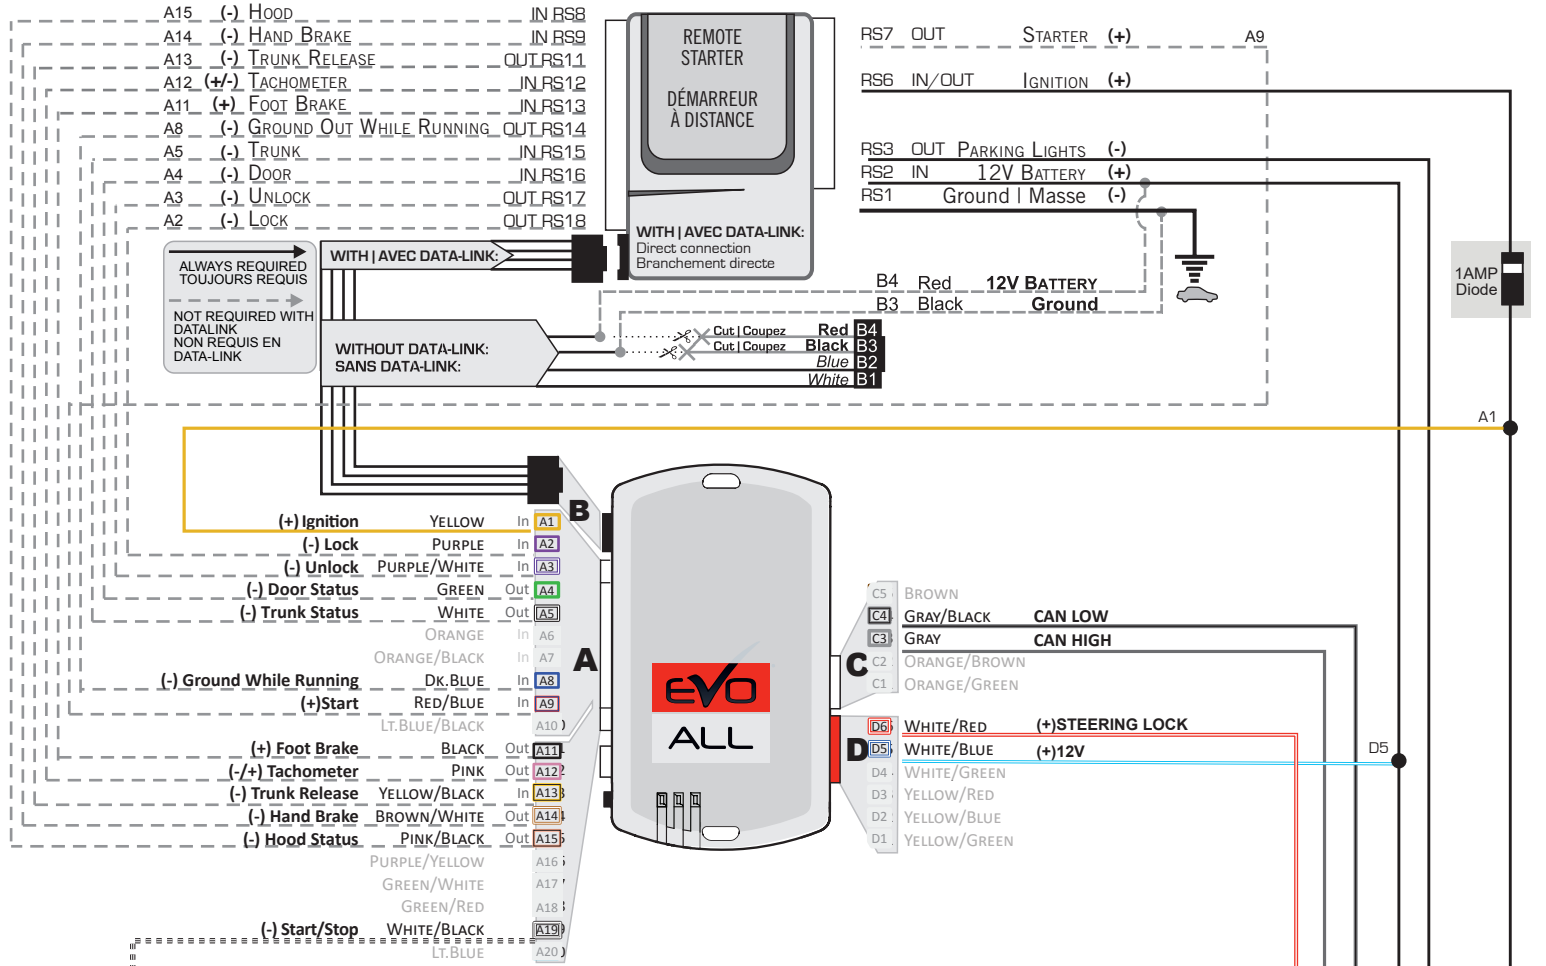 A15 (-) HOOD IN RS8
A14 (-) HAND BRAKE IN RS9
A13 (-) TRUNK RELEASE OUT RS11
A12 (+/-) TACHOMETER IN RS12
A11 (+) FOOT BRAKE IN RS13
A8 (-) GROUND OUT WHILE RUNNING OUT RS14
A5 (-) TRUNK IN RS15
A4 (-) DOOR IN RS16
A3 (-) UNLOCK OUT RS17
A2 (-) LOCK OUT RS18
REMOTE
STARTER
DÉMARREUR
À DISTANCE
WITH | AVEC DATA-LINK:
Direct connection
Branchement directe
RS7 OUT STARTER (+) A9
RS6 IN/OUT IGNITION (+)
RS3 OUT PARKING LIGHTS (-)
RS2 IN 12V BATTERY (+)
RS1 Ground | Masse (-)
ALWAYS REQUIRED
TOUJOURS REQUIS
NOT REQUIRED WITH
DATALINK
NON REQUIS EN
DATA-LINK
WITH | AVEC DATA-LINK:
WITHOUT DATA-LINK:
SANS DATA-LINK:
B4 Red 12V BATTERY
B3 Black Ground
Cut | Coupez Red B4
Cut | Coupez Black B3
Blue B2
White B1
1AMP
Diode
A1
B
(+) Ignition YELLOW In A1
(-) Lock PURPLE In A2
(-) Unlock PURPLE/WHITE In A3
(-) Door Status GREEN Out A4
(-) Trunk Status WHITE Out A5
ORANGE In A6
ORANGE/BLACK In A7
A
(-) Ground While Running DK.BLUE In A8
(+)Start RED/BLUE In A9
LT.BLUE/BLACK A10
(+) Foot Brake BLACK Out A11
(-/+) Tachometer PINK Out A12
(-) Trunk Release YELLOW/BLACK In A13
(-) Hand Brake BROWN/WHITE Out A14
(-) Hood Status PINK/BLACK Out A15
PURPLE/YELLOW A16
GREEN/WHITE A17
GREEN/RED A18
(-) Start/Stop WHITE/BLACK A19
LT.BLUE A20
EVO
ALL
C
C5 BROWN
C4 GRAY/BLACK CAN LOW
C3 GRAY CAN HIGH
C2 ORANGE/BROWN
C1 ORANGE/GREEN
D
D6 WHITE/RED (+)STEERING LOCK
D5 WHITE/BLUE (+)12V D5
D4 WHITE/GREEN
D3 YELLOW/RED
D2 YELLOW/BLUE
D1 YELLOW/GREEN